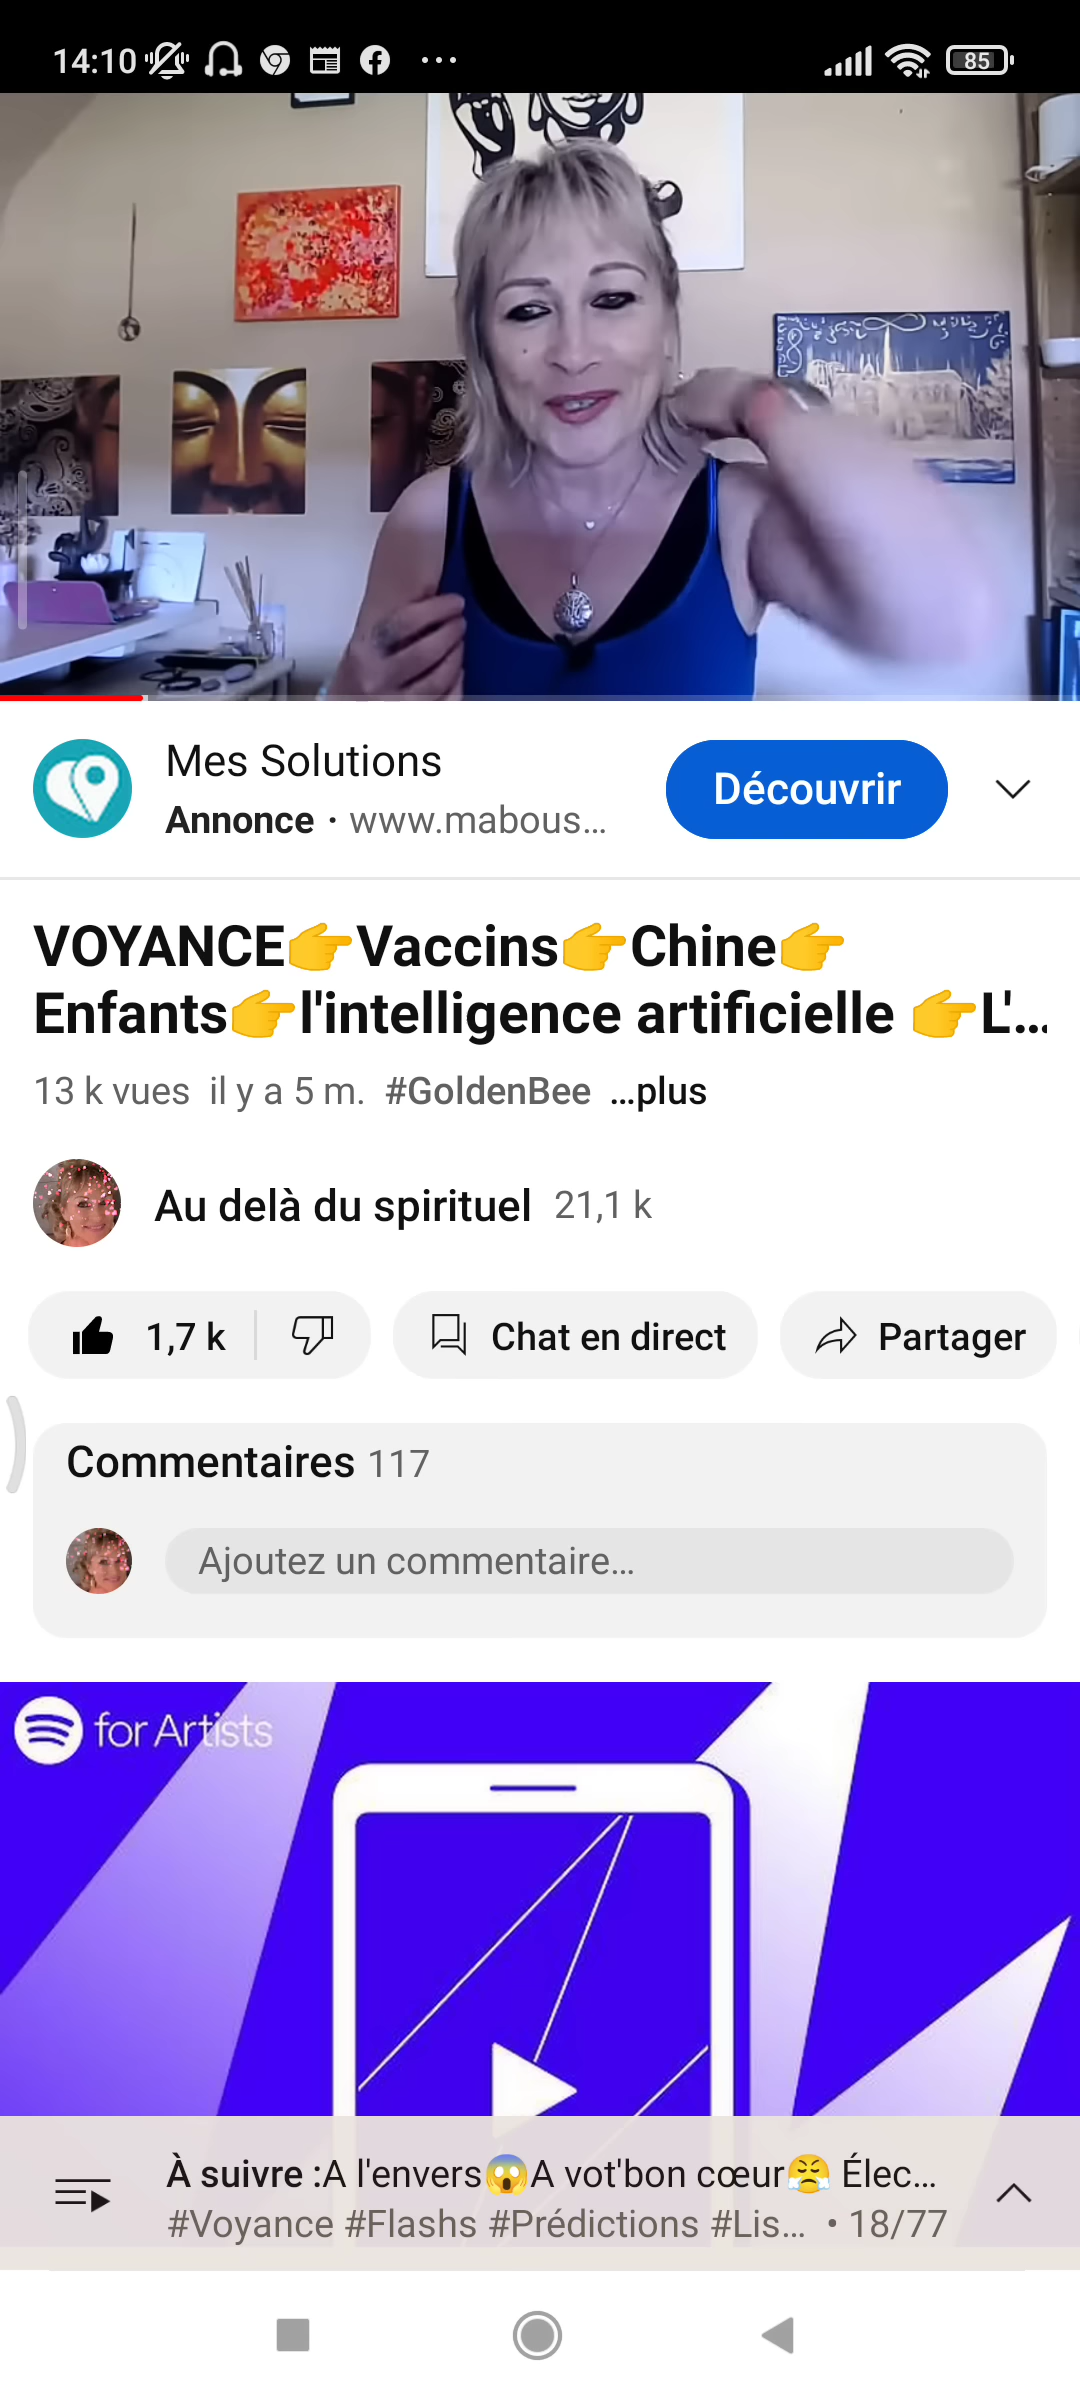 14:10
85
Mes Solutions
Découvrir
Annonce · www.mabous...
VOYANCE👉Vaccins👉Chine👉
Enfants👉l'intelligence artificielle 👉L'...
13 k vues il y a 5 m. #GoldenBee ...plus
Au delà du spirituel 21,1 k
1,7 k
Chat en direct
Partager
Commentaires 117
Ajoutez un commentaire...
for Artists
À suivre :A l'envers😱A vot'bon cœur😤 Élec...
#Voyance #Flashs #Prédictions #Lis... • 18/77